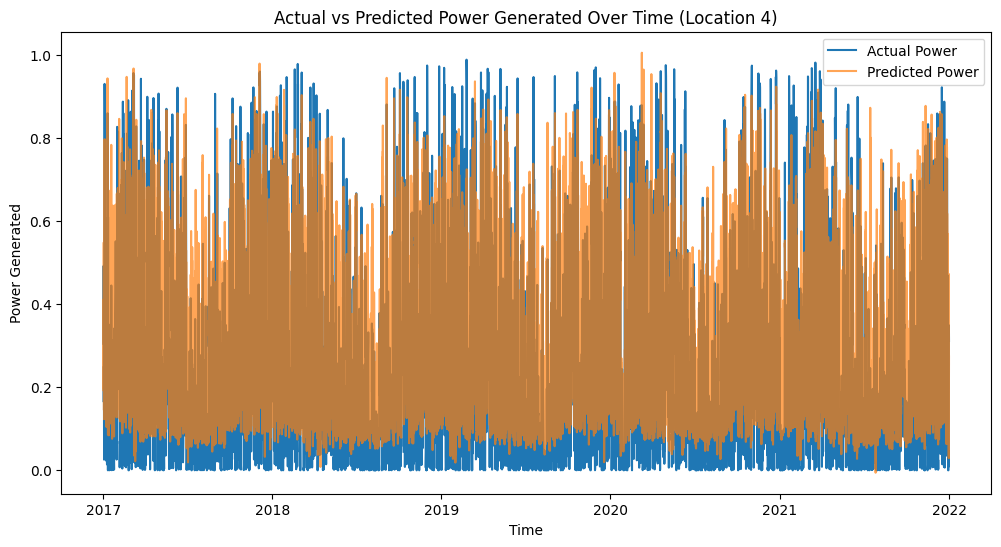 Actual vs Predicted Power Generated Over Time (Location 4)
Actual Power
Predicted Power
Power Generated
1.0
0.8
0.6
0.4
0.2
0.0
2017 2018 2019 2020 2021 2022
Time